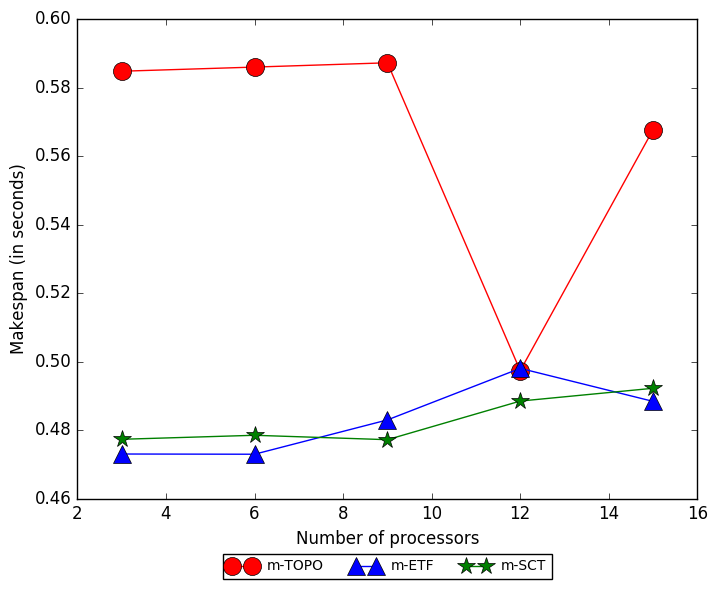 0.60
0.58
0.56
0.54
0.52
0.50
0.48
0.46
Makespan (in seconds)
2 4 6 8 10 12 14 16
Number of processors
m-TOPO m-ETF m-SCT